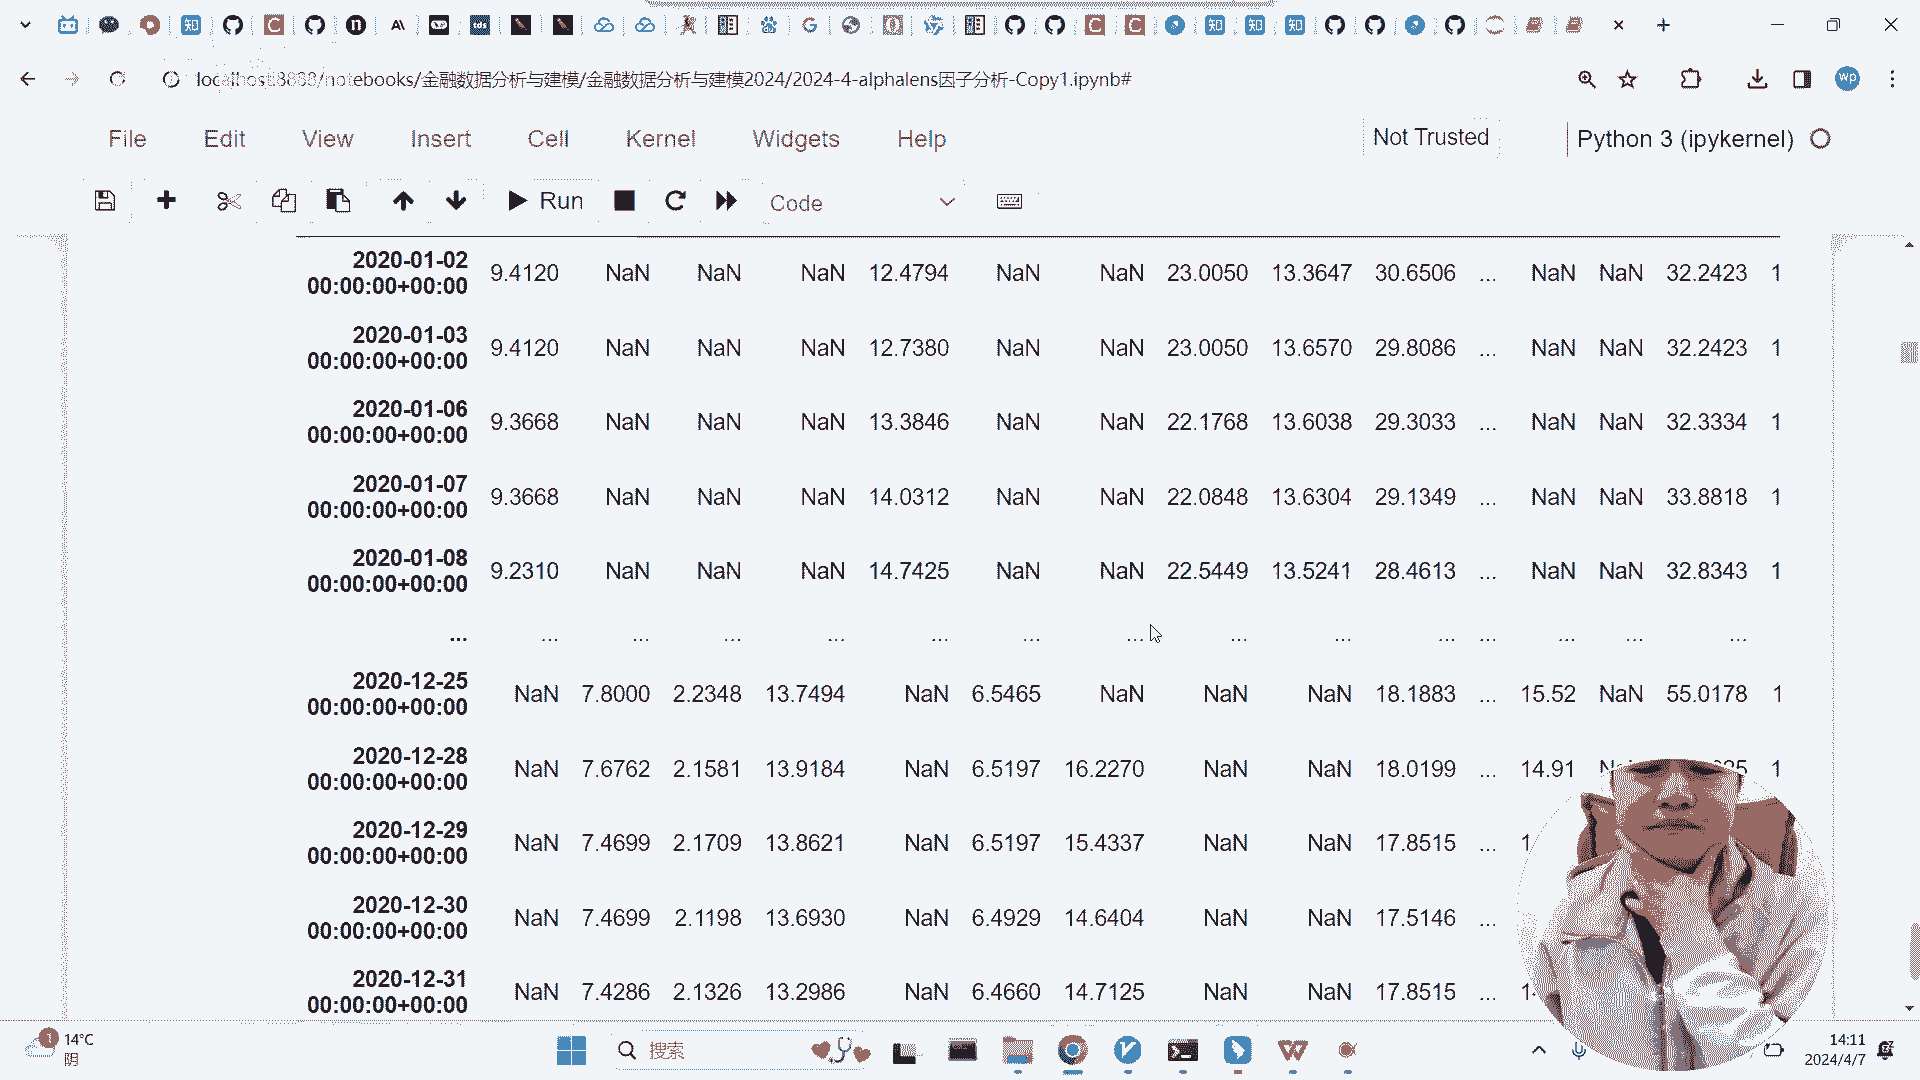 localhost:8888/notebooks/金融数据分析与建模/金融数据分析与建模2024/2024-4-alphalens因子分析-Copy1.ipynb#
File Edit View Insert Cell Kernel Widgets Help Not Trusted Python 3 (ipykernel)
Run Code
2020-01-02 00:00:00+00:00 9.4120 NaN NaN NaN 12.4794 NaN NaN 23.0050 13.3647 30.6506 ... NaN NaN 32.2423 1
2020-01-03 00:00:00+00:00 9.4120 NaN NaN NaN 12.7380 NaN NaN 23.0050 13.6570 29.8086 ... NaN NaN 32.2423 1
2020-01-06 00:00:00+00:00 9.3668 NaN NaN NaN 13.3846 NaN NaN 22.1768 13.6038 29.3033 ... NaN NaN 32.3334 1
2020-01-07 00:00:00+00:00 9.3668 NaN NaN NaN 14.0312 NaN NaN 22.0848 13.6304 29.1349 ... NaN NaN 33.8818 1
2020-01-08 00:00:00+00:00 9.2310 NaN NaN NaN 14.7425 NaN NaN 22.5449 13.5241 28.4613 ... NaN NaN 32.8343 1
... ... ... ... ... ... ... ... ... ... ... ... ... ... ...
2020-12-25 00:00:00+00:00 NaN 7.8000 2.2348 13.7494 NaN 6.5465 NaN NaN NaN 18.1883 ... 15.52 NaN 55.0178 1
2020-12-28 00:00:00+00:00 NaN 7.6762 2.1581 13.9184 NaN 6.5197 16.2270 NaN NaN 18.0199 ... 14.91 1
2020-12-29 00:00:00+00:00 NaN 7.4699 2.1709 13.8621 NaN 6.5197 15.4337 NaN NaN 17.8515 ...
2020-12-30 00:00:00+00:00 NaN 7.4699 2.1198 13.6930 NaN 6.4929 14.6404 NaN NaN 17.5146 ...
2020-12-31 00:00:00+00:00 NaN 7.4286 2.1326 13.2986 NaN 6.4660 14.7125 NaN NaN 17.8515 ...
14°C
阴
搜索
14:11
2024/4/7